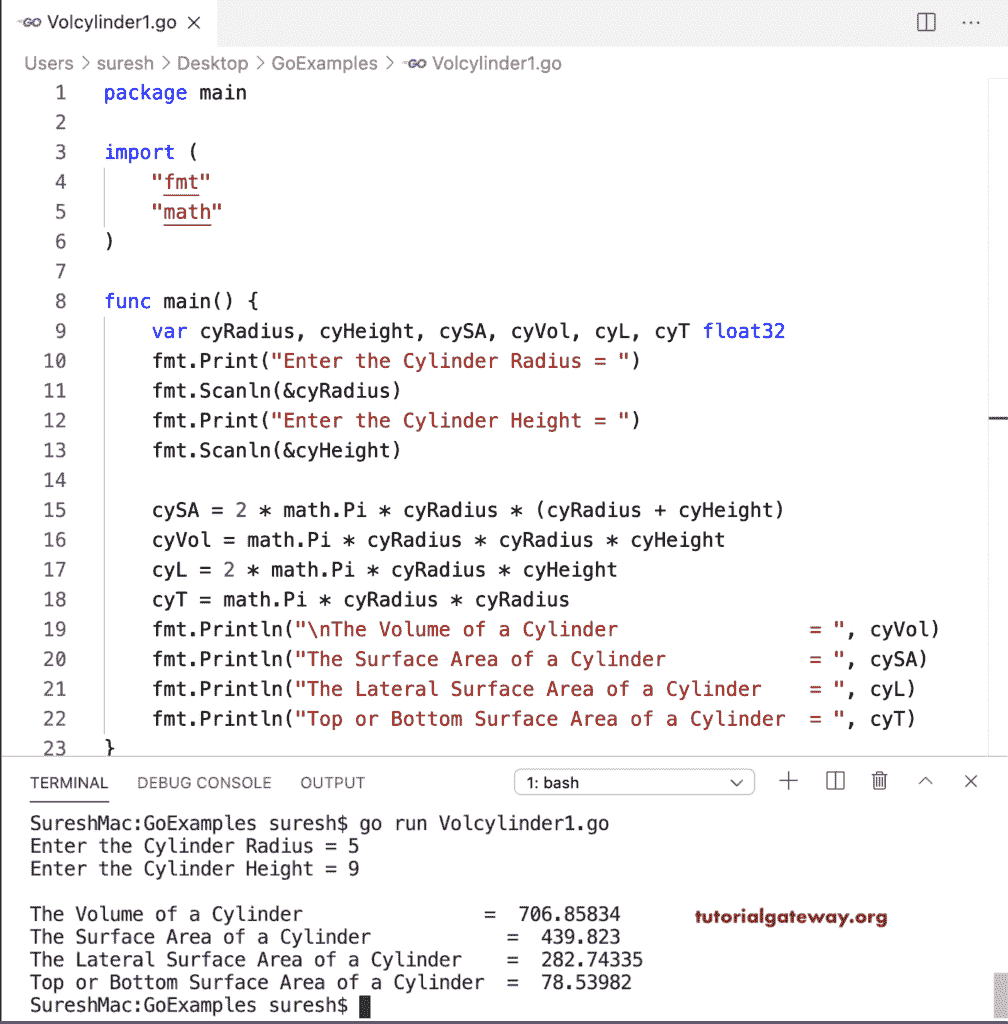 GO Volcylinder1.go ×
Users > suresh > Desktop > GoExamples > GO Volcylinder1.go
1 package main
2
3 import (
4     "fmt"
5     "math"
6 )
7
8 func main() {
9     var cyRadius, cyHeight, cySA, cyVol, cyL, cyT float32
10     fmt.Print("Enter the Cylinder Radius = ")
11     fmt.Scanln(&cyRadius)
12     fmt.Print("Enter the Cylinder Height = ")
13     fmt.Scanln(&cyHeight)
14
15     cySA = 2 * math.Pi * cyRadius * (cyRadius + cyHeight)
16     cyVol = math.Pi * cyRadius * cyRadius * cyHeight
17     cyL = 2 * math.Pi * cyRadius * cyHeight
18     cyT = math.Pi * cyRadius * cyRadius
19     fmt.Println("\nThe Volume of a Cylinder                = ", cyVol)
20     fmt.Println("The Surface Area of a Cylinder            = ", cySA)
21     fmt.Println("The Lateral Surface Area of a Cylinder    = ", cyL)
22     fmt.Println("Top or Bottom Surface Area of a Cylinder  = ", cyT)
23 }
TERMINAL DEBUG CONSOLE OUTPUT 1: bash
SureshMac:GoExamples suresh$ go run Volcylinder1.go
Enter the Cylinder Radius = 5
Enter the Cylinder Height = 9
The Volume of a Cylinder                =  706.85834
tutorialgateway.org
The Surface Area of a Cylinder            =  439.823
The Lateral Surface Area of a Cylinder    =  282.74335
Top or Bottom Surface Area of a Cylinder  =  78.53982
SureshMac:GoExamples suresh$